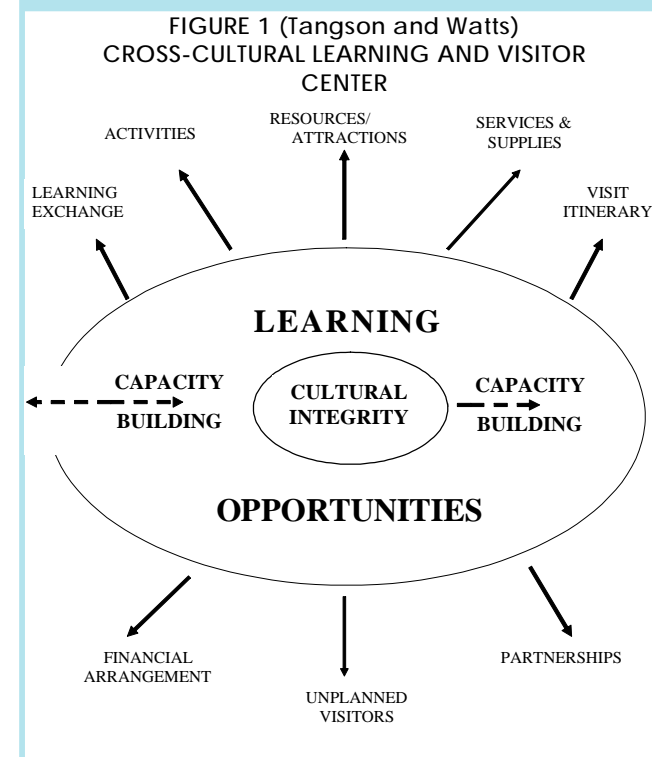 FIGURE 1 (Tangson and Watts)
CROSS-CULTURAL LEARNING AND VISITOR
CENTER
ACTIVITIES
RESOURCES/
ATTRACTIONS
SERVICES &
SUPPLIES
LEARNING
EXCHANGE
VISIT
ITINERARY
LEARNING
CAPACITY
BUILDING
CULTURAL
INTEGRITY
CAPACITY
BUILDING
OPPORTUNITIES
FINANCIAL
ARRANGEMENT
UNPLANNED
VISITORS
PARTNERSHIPS